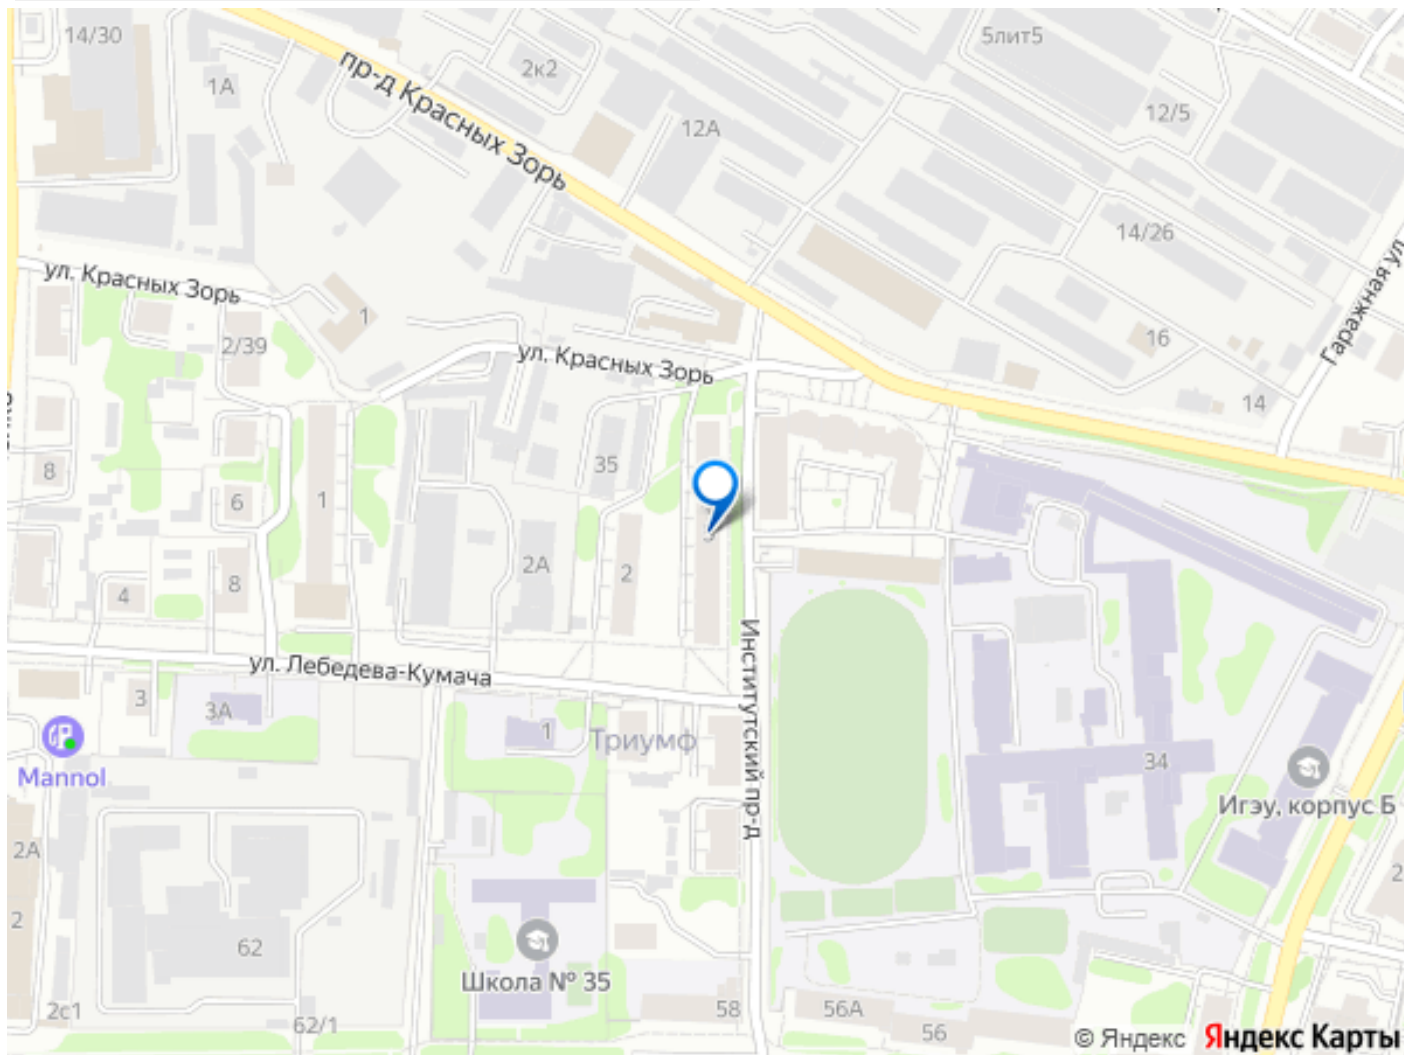 14/30
5лит5
1А
2к2
пр-д Красных Зорь
12/5
12А
14/26
ул. Красных Зорь
Гаражная ул.
1
16
2/39
ул. Красных Зорь
14
8
35
6
1
2А
2
8
4
ул. Лебедева-Кумача
Институтский пр-д
3
3А
1
Триумф
34
Mannol
Игэу, корпус Б
2А
2
62
Школа № 35
2с1
62/1
58
56А
56
© Яндекс Яндекс Карты